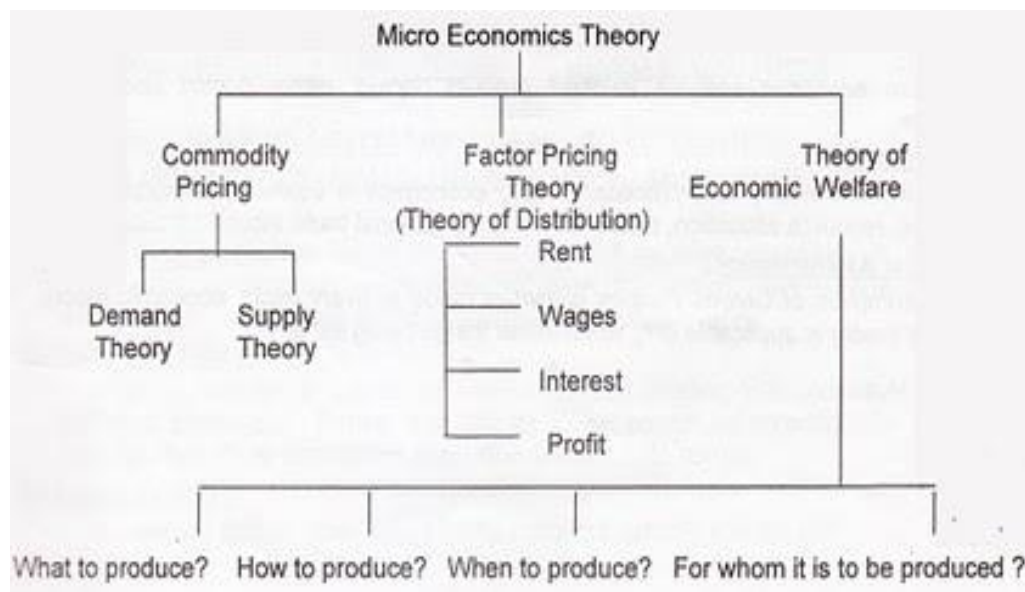 Micro Economics Theory
Commodity
Pricing
Factor Pricing
Theory
(Theory of Distribution)
Theory of
Economic Welfare
Demand
Theory
Supply
Theory
Rent
Wages
Interest
Profit
What to produce?
How to produce?
When to produce?
For whom it is to be produced ?